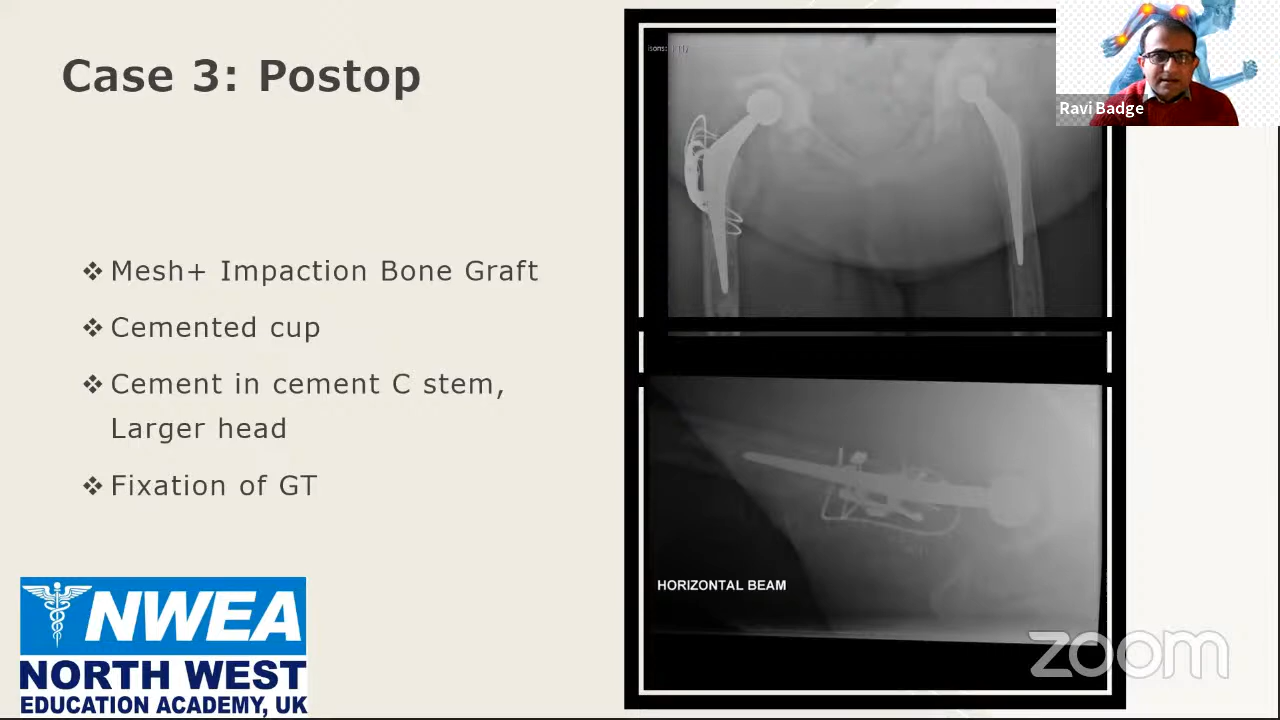 Case 3: Postop
Ravi Badge
❖ Mesh+ Impaction Bone Graft
❖ Cemented cup
❖ Cement in cement C stem,
Larger head
❖ Fixation of GT
HORIZONTAL BEAM
NWEA
NORTH WEST
EDUCATION ACADEMY, UK
zoom